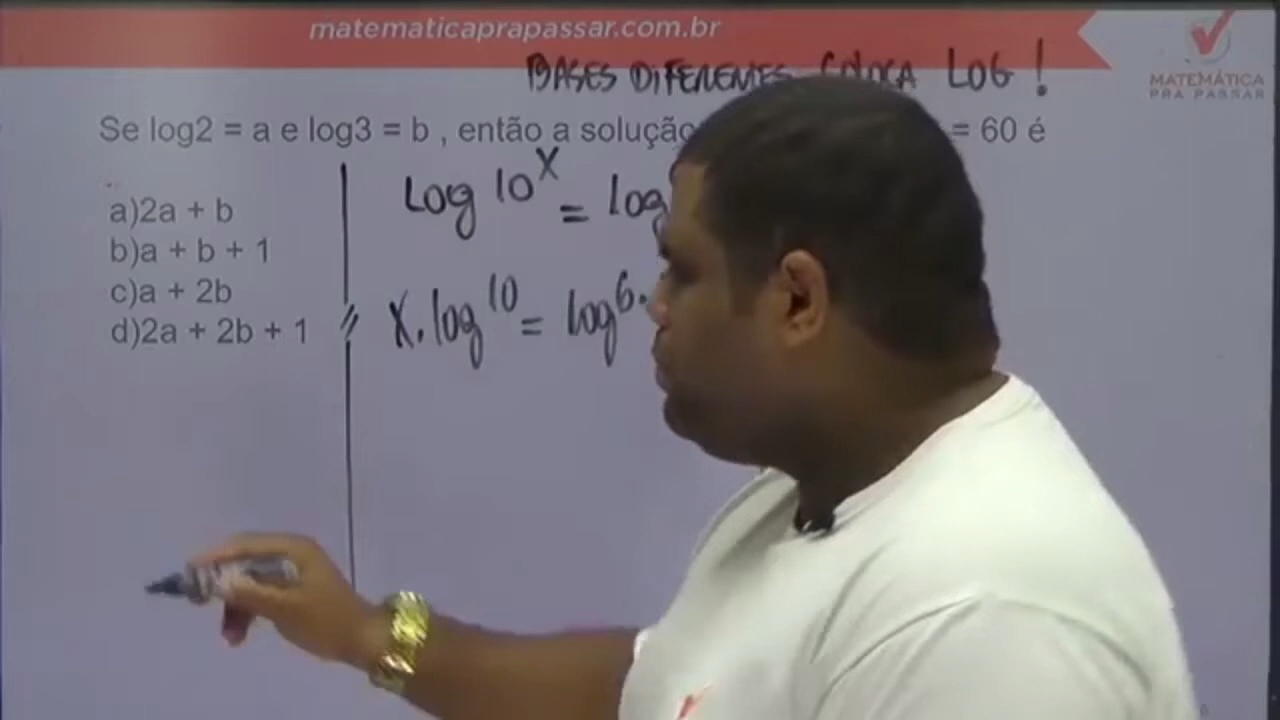 matematicaprapassar.com.br
MATEMÁTICA
PRA PASSAR
BASES DIFERENTES COLOCA LOG !
Se log2 = a e log3 = b , então a solução = 60 é
a)2a + b
b)a + b + 1
c)a + 2b
d)2a + 2b + 1
Log 10^x = log
x.log 10 = log 6.